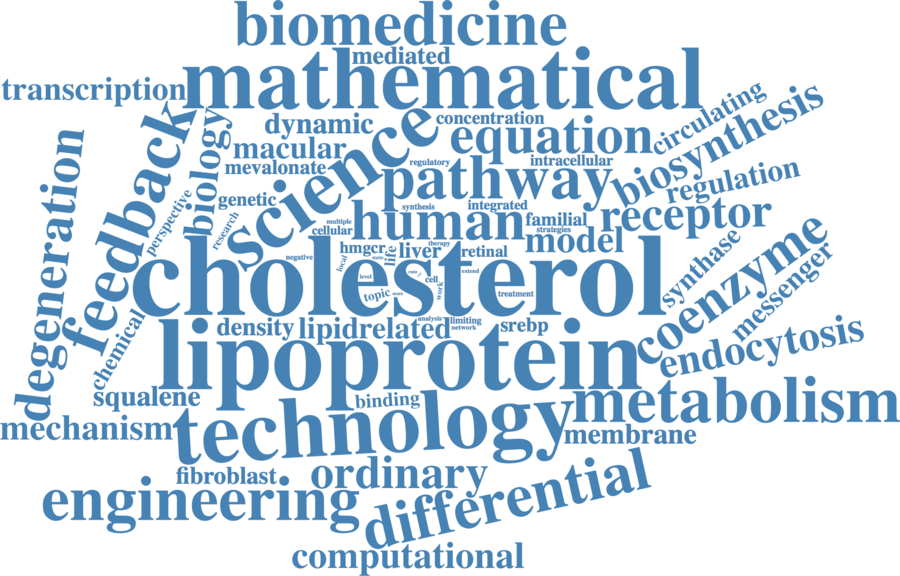 biomedicine
mediated
mathematical
transcription
concentration
circulating
dynamic
equation
biosynthesis
macular
science
feedback
biology
regulatory
intracellular
mevalonate
pathway
regulation
degeneration
genetic
perspective
synthesis
integrated
human
familial
receptor
research
multiple
cellular
strategies
model
hmgcr
life
liver
therapy
retinal
negative
local
static
cholesterol
synthase
coenzyme
messenger
level
cell
extend
topic
work
treatment
chemical
density
lipidrelated
analysis
limiting
network
srebp
lipoprotein
endocytosis
squalene
binding
metabolism
mechanism
technology
membrane
fibroblast
ordinary
engineering
differential
computational